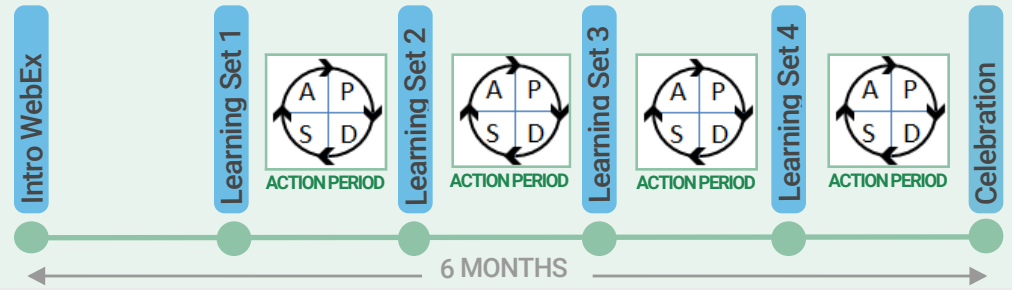 Intro WebEx
Learning Set 1
A P
S D
ACTION PERIOD
Learning Set 2
A P
S D
ACTION PERIOD
Learning Set 3
A P
S D
ACTION PERIOD
Learning Set 4
A P
S D
ACTION PERIOD
Celebration
6 MONTHS